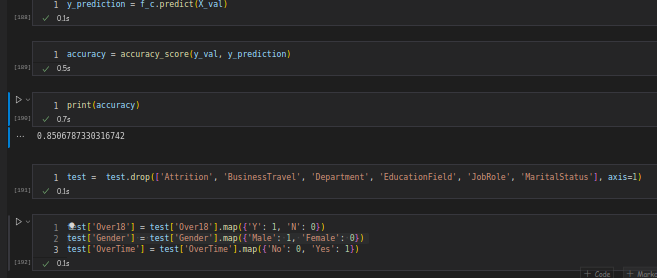 1 y_prediction = f_c.predict(X_val)
[188] 0.1s
1 accuracy = accuracy_score(y_val, y_prediction)
[189] 0.5s
1 print(accuracy)
[190] 0.7s
... 0.8506787330316742
1 test = test.drop(['Attrition', 'BusinessTravel', 'Department', 'EducationField', 'JobRole', 'MaritalStatus'], axis=1)
[191] 0.1s
1 test['Over18'] = test['Over18'].map({'Y': 1, 'N': 0})
2 test['Gender'] = test['Gender'].map({'Male': 1, 'Female': 0})
3 test['OverTime'] = test['OverTime'].map({'No': 0, 'Yes': 1})
[192] 0.1s
+ Code + Marko